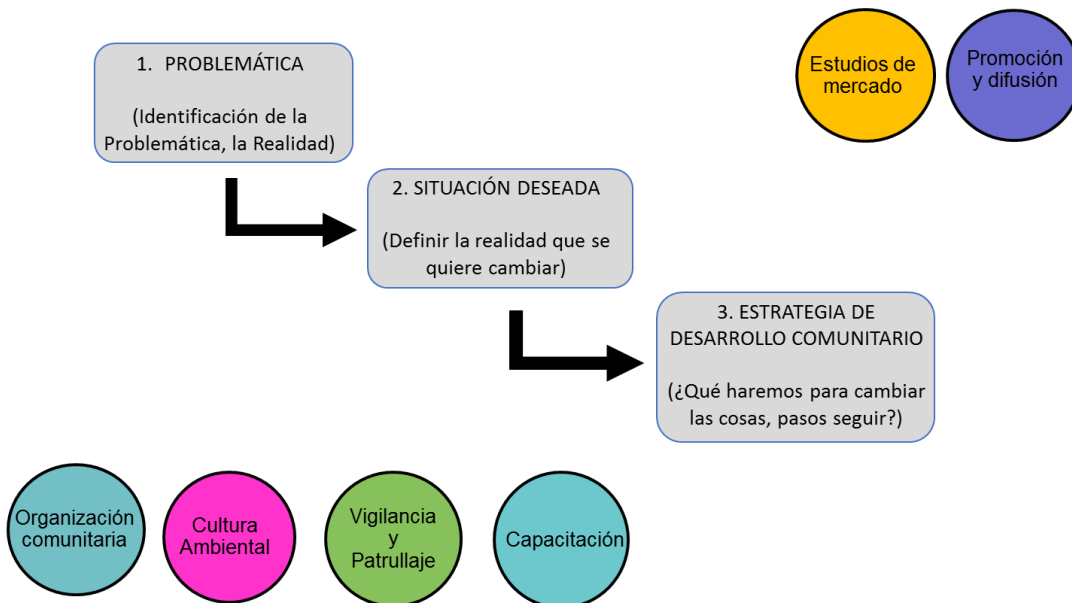 1. PROBLEMÁTICA
(Identificación de la
Problemática, la Realidad)
Estudios de
mercado
Promoción
y difusión
2. SITUACIÓN DESEADA
(Definir la realidad que se
quiere cambiar)
3. ESTRATEGIA DE
DESARROLLO COMUNITARIO
(¿Qué haremos para cambiar
las cosas, pasos seguir?)
Organización
comunitaria
Cultura
Ambiental
Vigilancia
y
Patrullaje
Capacitación